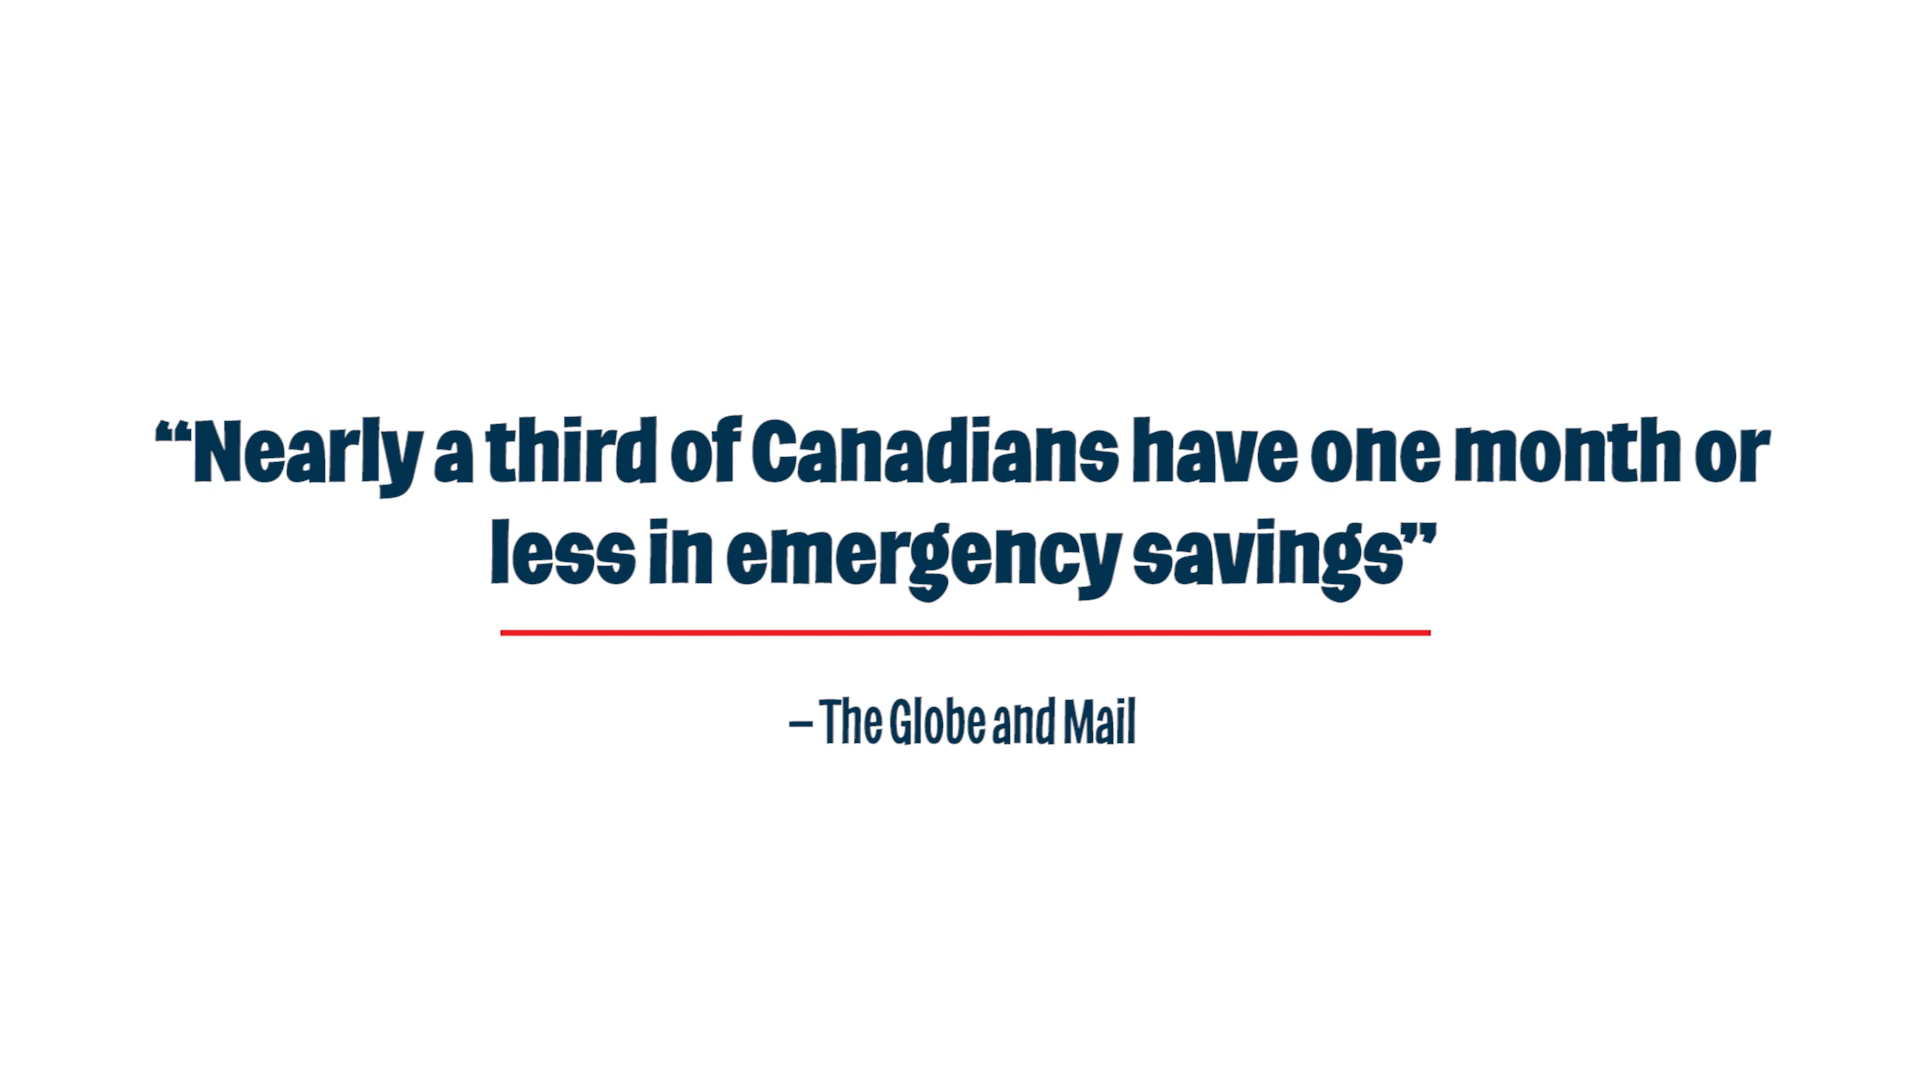 “Nearly a third of Canadians have one month or
less in emergency savings”
– The Globe and Mail